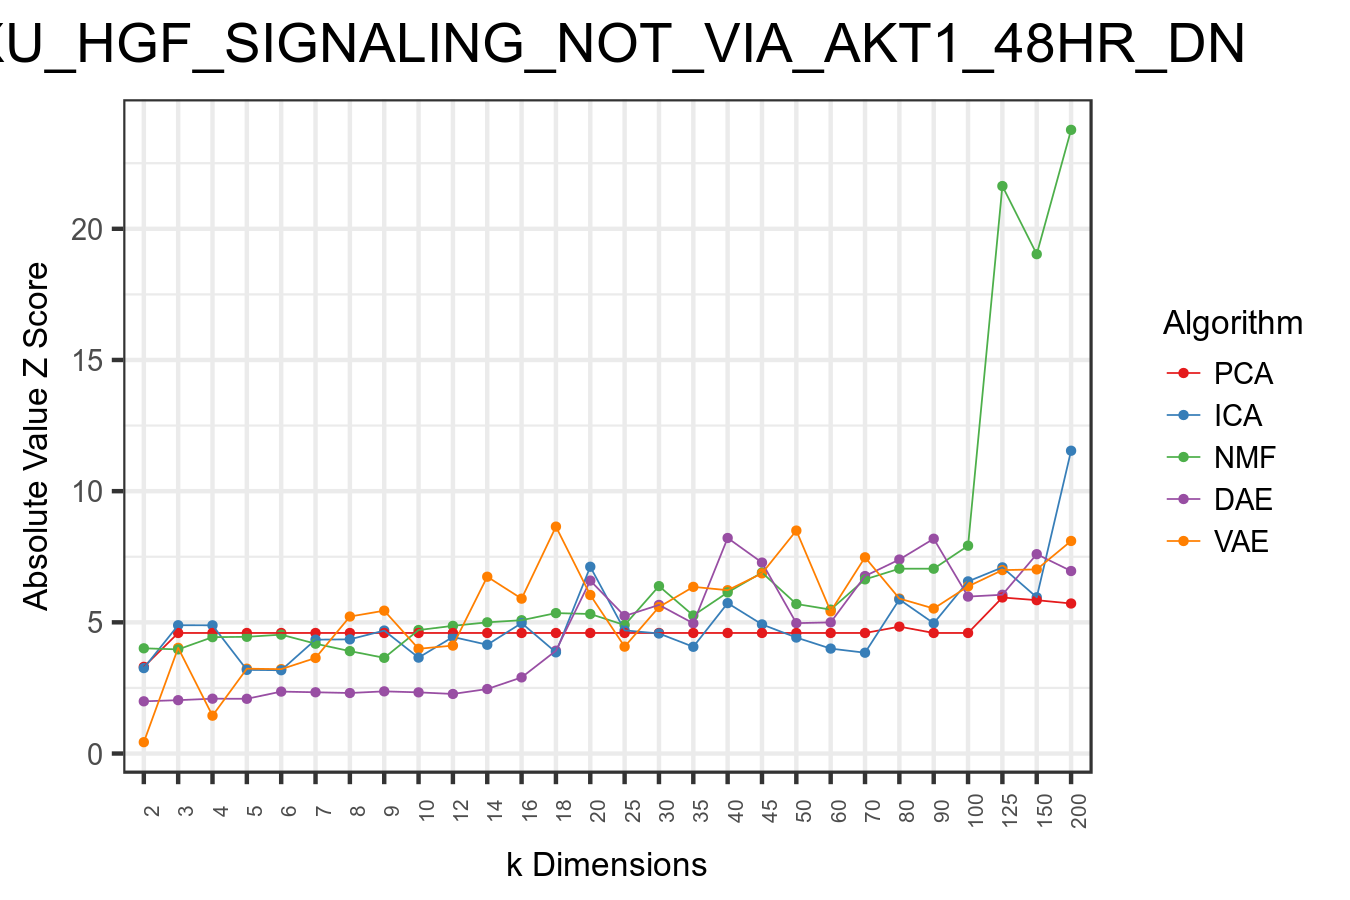 U_HGF_SIGNALING_NOT_VIA_AKT1_48HR_DN
Absolute Value Z Score
20
15
10
5
0
2 3 4 5 6 7 8 9 10 12 14 16 18 20 25 30 35 40 45 50 60 70 80 90 100 125 150 200
k Dimensions
Algorithm
PCA
ICA
NMF
DAE
VAE